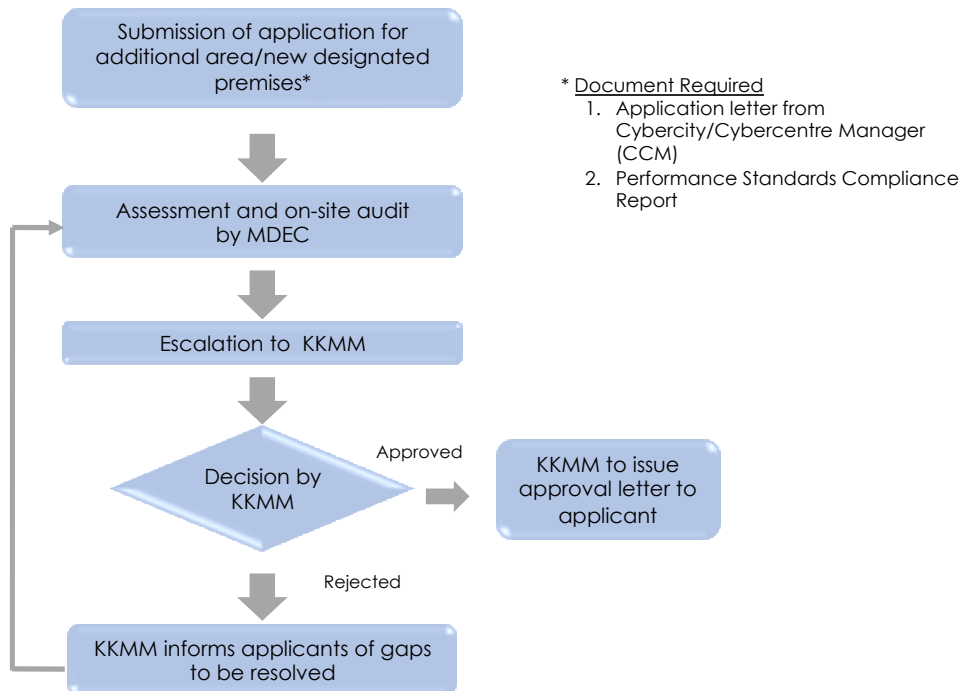 Submission of application for
additional area/new designated
premises*
* Document Required
1. Application letter from
Cybercity/Cybercentre Manager
(CCM)
2. Performance Standards Compliance
Report
Assessment and on-site audit
by MDEC
Escalation to KKMM
Decision by
KKMM
Approved
KKMM to issue
approval letter to
applicant
Rejected
KKMM informs applicants of gaps
to be resolved